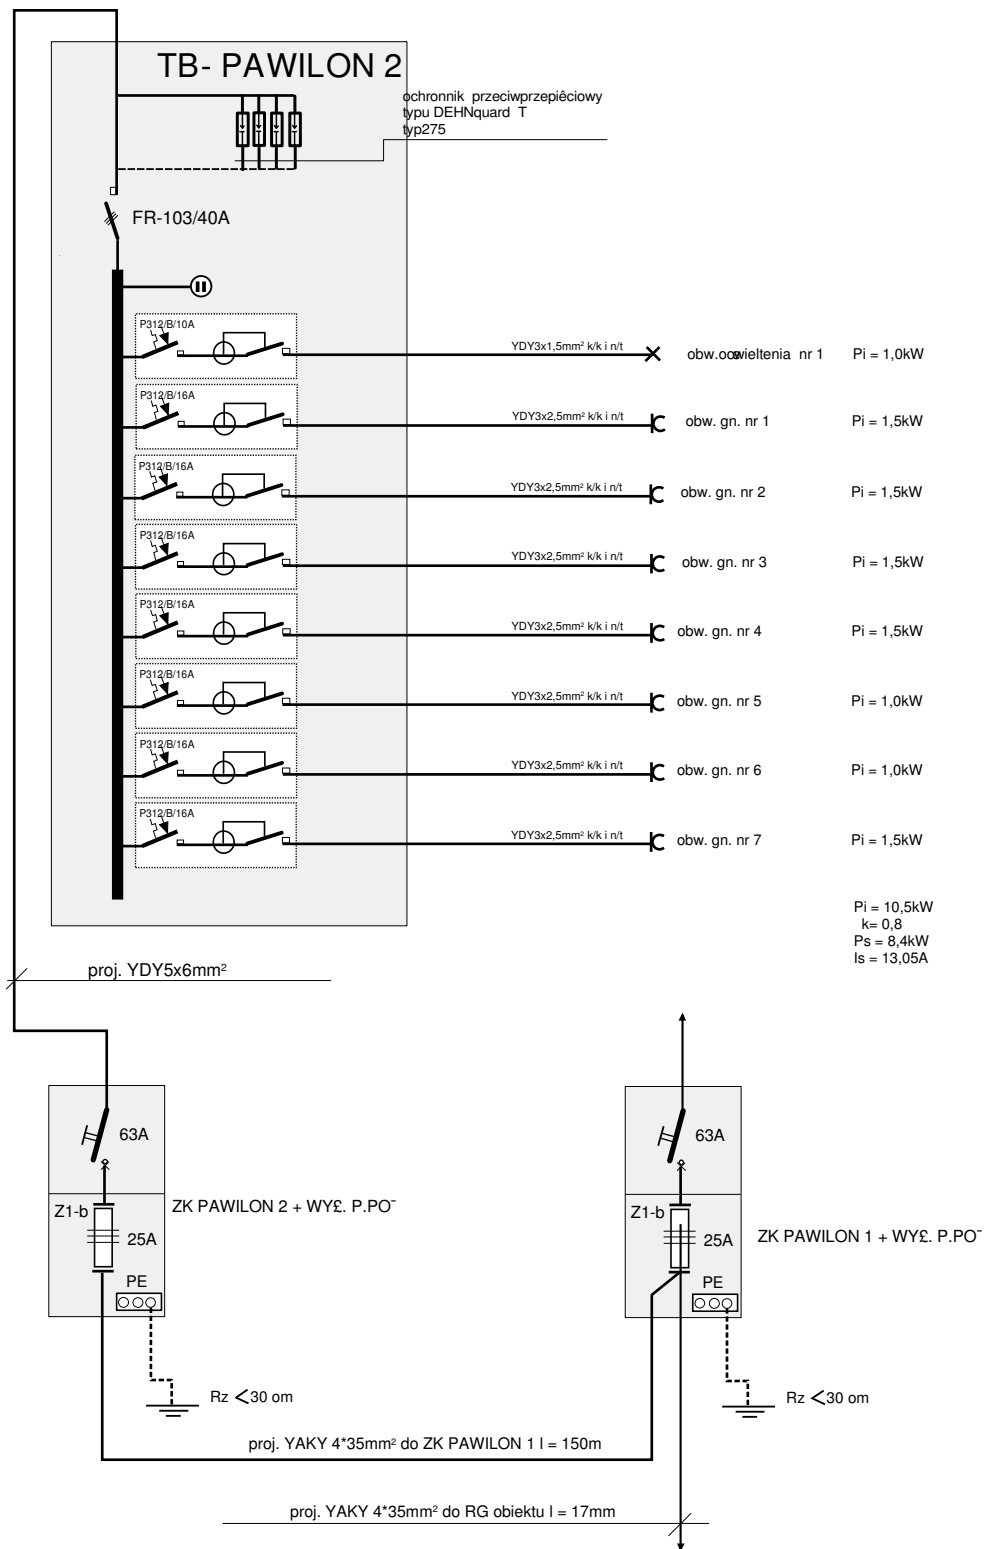 TB- PAWILON 2
ochronnik przeciwprzepiêciowy
typu DEHNquard T
typ275
FR-103/40A
P312/B/10A
YDY3x1,5mm² k/k i n/t
nr 1
Pi = 1,0kW
P312/B/16A
YDY3x2,5mm² k/k i n/t
obw. gn. nr 1
Pi = 1,5kW
P312/B/16A
YDY3x2,5mm² k/k i n/t
obw. gn. nr 2
Pi = 1,5kW
P312/B/16A
YDY3x2,5mm² k/k i n/t
obw. gn. nr 3
Pi = 1,5kW
P312/B/16A
YDY3x2,5mm² k/k i n/t
obw. gn. nr 4
Pi = 1,5kW
P312/B/16A
YDY3x2,5mm² k/k i n/t
obw. gn. nr 5
Pi = 1,0kW
P312/B/16A
YDY3x2,5mm² k/k i n/t
obw. gn. nr 6
Pi = 1,0kW
P312/B/16A
YDY3x2,5mm² k/k i n/t
obw. gn. nr 7
Pi = 1,5kW
Pi = 10,5kW
k= 0,8
Ps = 8,4kW
Is = 13,05A
proj. YDY5x6mm²
63A
Z1-b
25A
PE
ZK PAWILON 2 + WY£. P.PO¯
Rz <30 om
63A
Z1-b
25A
PE
ZK PAWILON 1 + WY£. P.PO¯
Rz <30 om
proj. YAKY 4*35mm² do ZK PAWILON 1 l = 150m
proj. YAKY 4*35mm² do RG obiektu l = 17mm